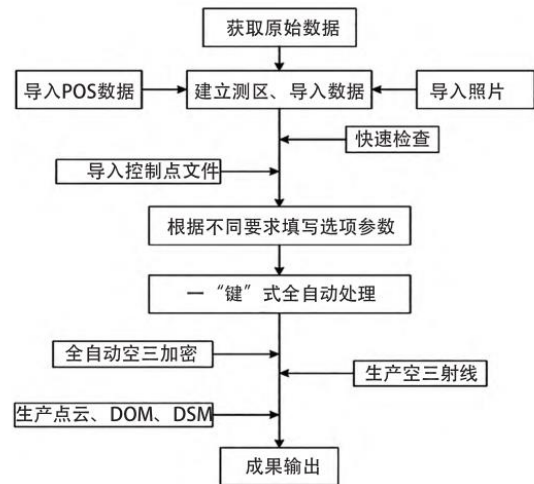 获取原始数据
导入POS数据
建立测区、导入数据
导入照片
快速检查
导入控制点文件
根据不同要求填写选项参数
一“键”式全自动处理
全自动空三加密
生产空三射线
生产点云、DOM、DSM
成果输出